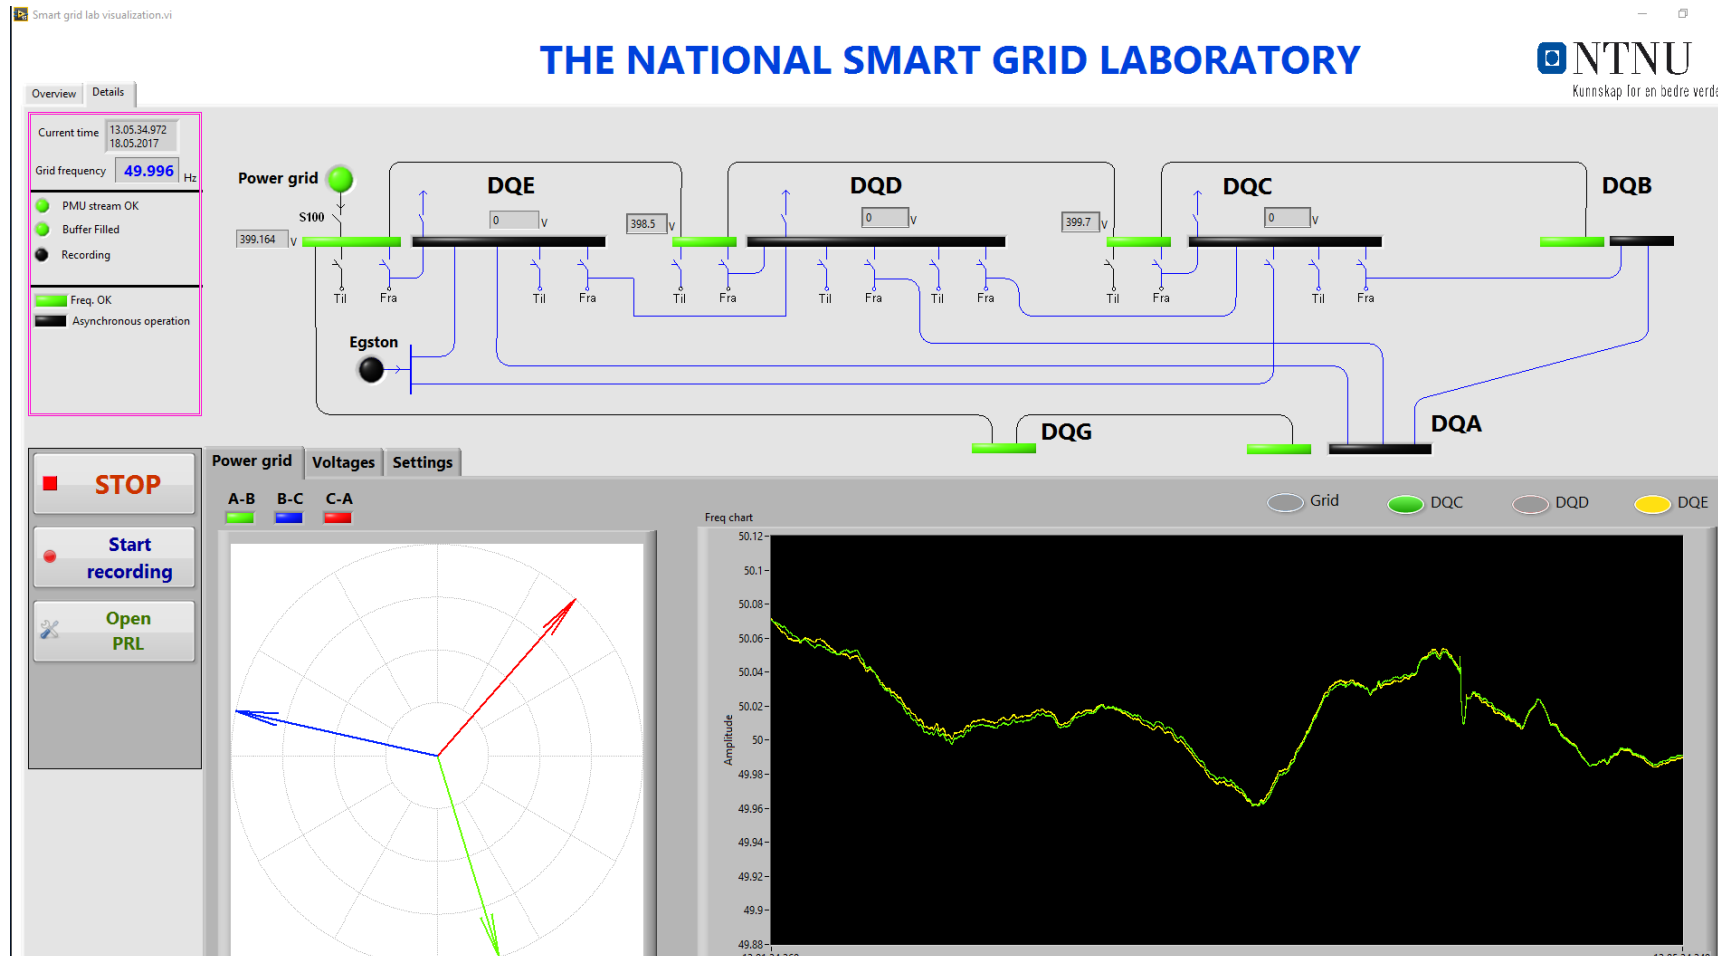 Smart grid lab visualization.vi
THE NATIONAL SMART GRID LABORATORY
NTNU
Kunnskap for en bedre verde
Overview Details
Current time 13.05.34.972
18.05.2017
Grid frequency 49.996 Hz
PMU stream OK
Buffer Filled
Recording
Freq. OK
Asynchronous operation
Power grid DQE DQD DQC DQB
S100 0 V 0 V 0 V
399.164 V 398.5 V 399.7 V
Til Fra Til Fra Til Fra Til Fra Til Fra Til Fra Til Fra
Egston
DQG DQA
STOP
Start
recording
Open
PRL
Power grid Voltages Settings
A-B B-C C-A
Grid DQC DQD DQE
Freq chart
50.12
50.1
50.08
50.06
50.04
50.02
50
49.98
49.96
49.94
49.92
49.9
49.88
Amplitude